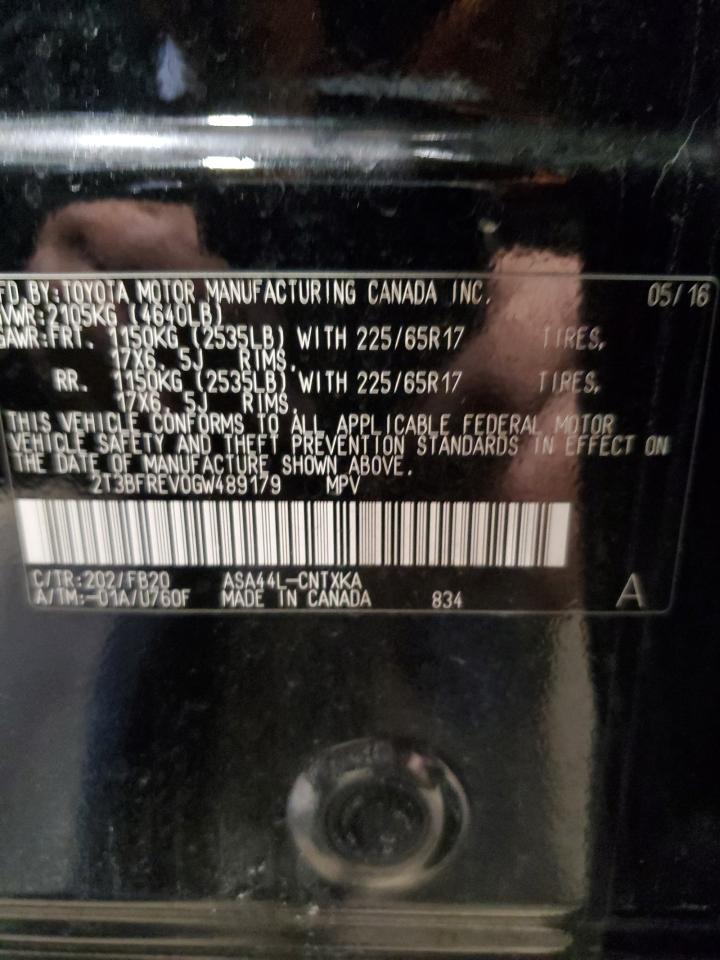 FD.BY:TOYOTA MOTOR MANUFACTURING CANADA INC. 05/16
VWR:2105KG (4640LB)
GAWR:FRT. 1150KG (2535LB) WITH 225/65R17 TIRES,
17X6. 5J RIMS.
RR. 1150KG (2535LB) WITH 225/65R17 TIRES,
17X6. 5J RIMS.
THIS VEHICLE CONFORMS TO ALL APPLICABLE FEDERAL MOTOR
VEHICLE SAFETY AND THEFT PREVENTION STANDARDS IN EFFECT ON
THE DATE OF MANUFACTURE SHOWN ABOVE.
2T3BFREV0GW489179 MPV
C/TR:202/FB20 ASA44L-CNTXKA
A/TM:-01A/U760F MADE IN CANADA 834 A